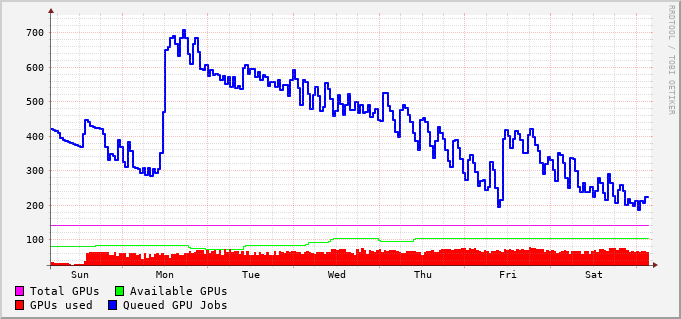 700
600
500
400
300
200
100
Sun Mon Tue Wed Thu Fri Sat
RRDTOOL / TOBI OETIKER
Total GPUs Available GPUs
GPUs used Queued GPU Jobs